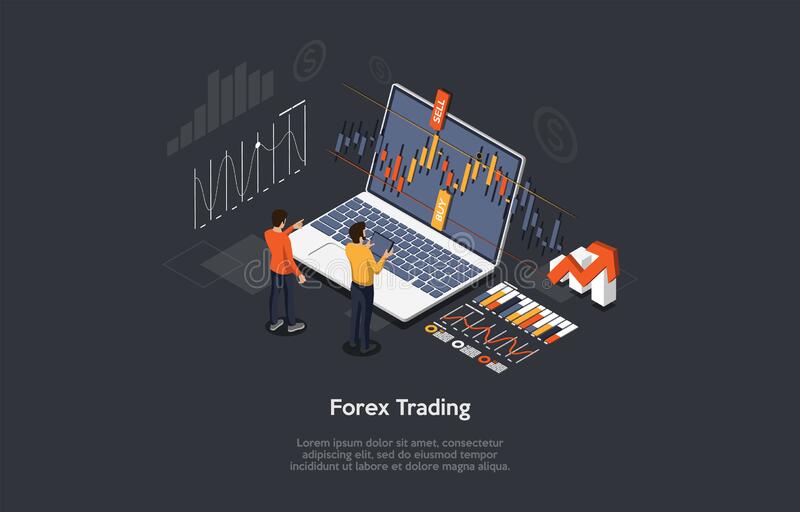 SELL
BUY
dreamstime
Forex Trading
Lorem ipsum dolor sit amet, consectetur
adipiscing elit, sed do eiusmod tempor
incididunt ut labore et dolore magna aliqua.